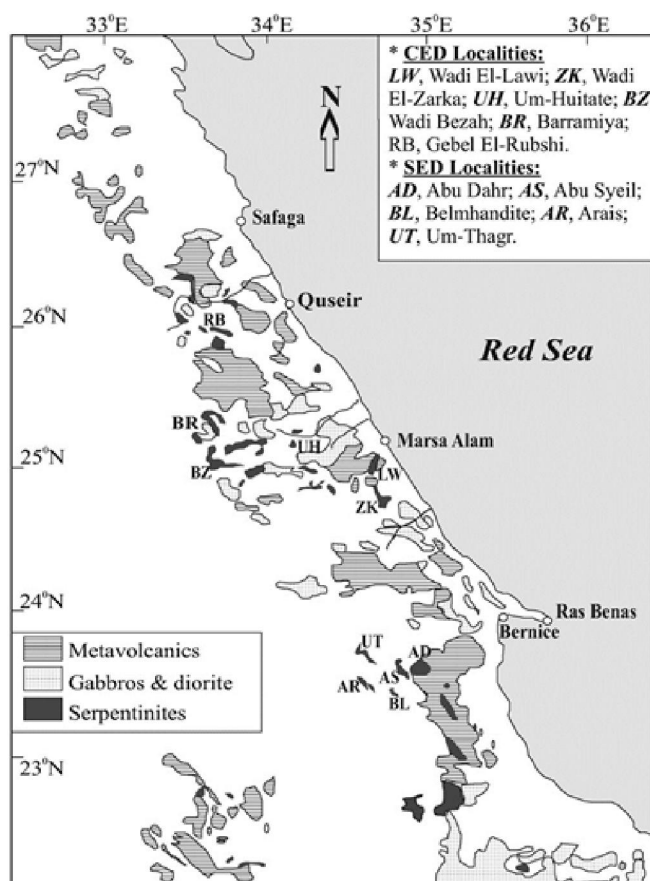 33°E 34°E 35°E 36°E
* CED Localities:
LW, Wadi El-Lawi; ZK, Wadi
El-Zarka; UH, Um-Huitate; BZ
Wadi Bezah; BR, Barramiya;
RB, Gebel El-Rubshi.
* SED Localities:
AD, Abu Dahr; AS, Abu Syeil;
BL, Belmhandite; AR, Arais;
UT, Um-Thagr.
N
27°N
Safaga
Quseir
26°N
RB
Red Sea
BR
Marsa Alam
UH
25°N
BZ
LW
ZK
24°N
Ras Benas
Bernice
UT
AD
AS
AR
BL
Metavolcanics
Gabbros & diorite
Serpentinites
23°N